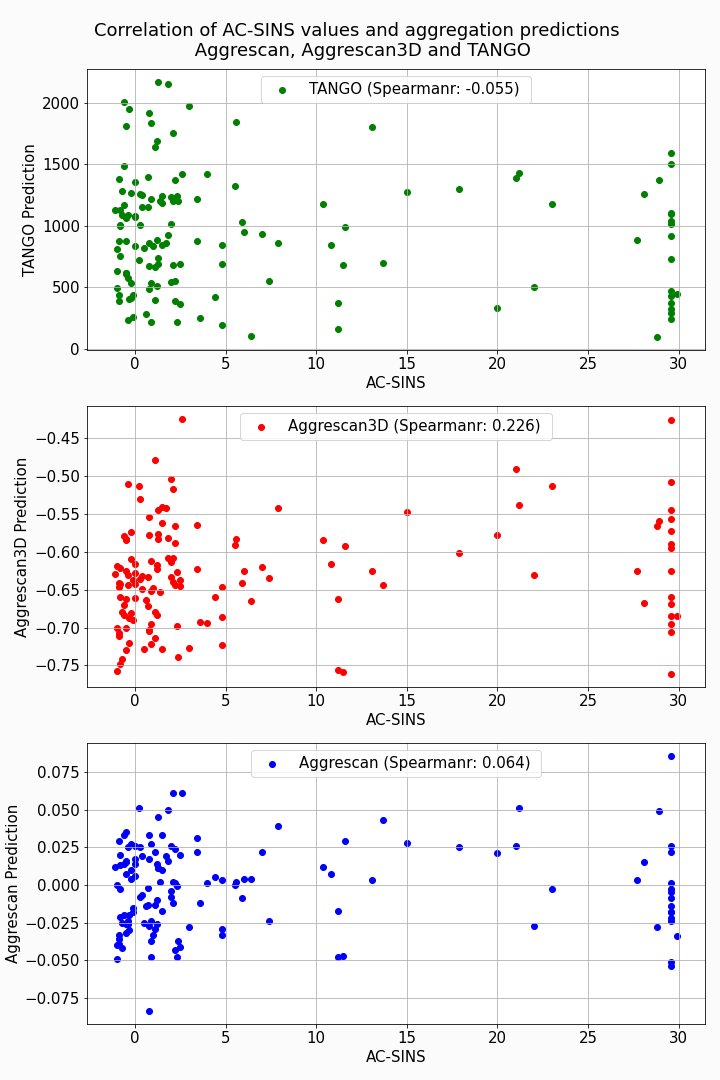 Correlation of AC-SINS values and aggregation predictions
Aggrescan, Aggrescan3D and TANGO
TANGO (Spearmanr: -0.055)
TANGO Prediction
2000
1500
1000
500
0
0 5 10 15 20 25 30
AC-SINS
Aggrescan3D (Spearmanr: 0.226)
Aggrescan3D Prediction
−0.45
−0.50
−0.55
−0.60
−0.65
−0.70
−0.75
0 5 10 15 20 25 30
AC-SINS
Aggrescan (Spearmanr: 0.064)
Aggrescan Prediction
0.075
0.050
0.025
0.000
−0.025
−0.050
−0.075
0 5 10 15 20 25 30
AC-SINS